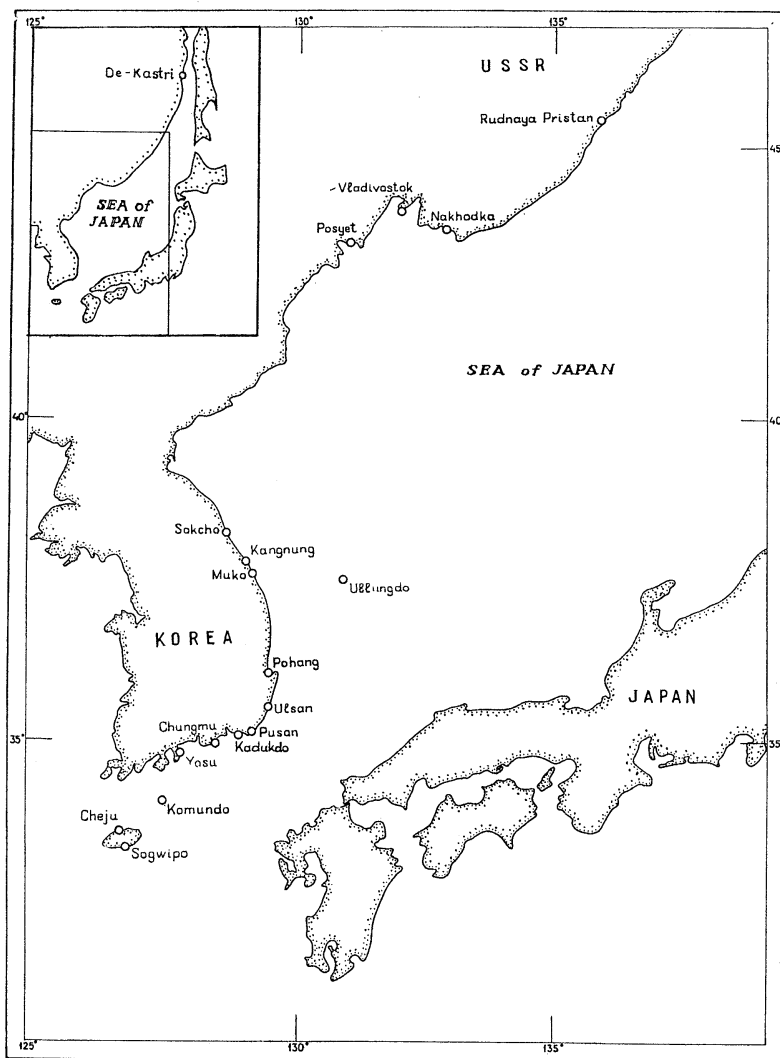 125°
130°
135°
De-Kastri
SEA of
JAPAN
USSR
Rudnaya Pristan
45
Vladivostok
Nakhodka
Posyet
SEA of JAPAN
40°
40
Sokcho
Kangnung
Muko
Ullungdo
KOREA
Pohang
JAPAN
Ulsan
Chungmu
Pusan
35°
Kadukdo
35
Yosu
Komundo
Cheju
Sogwipo
125°
130°
135°